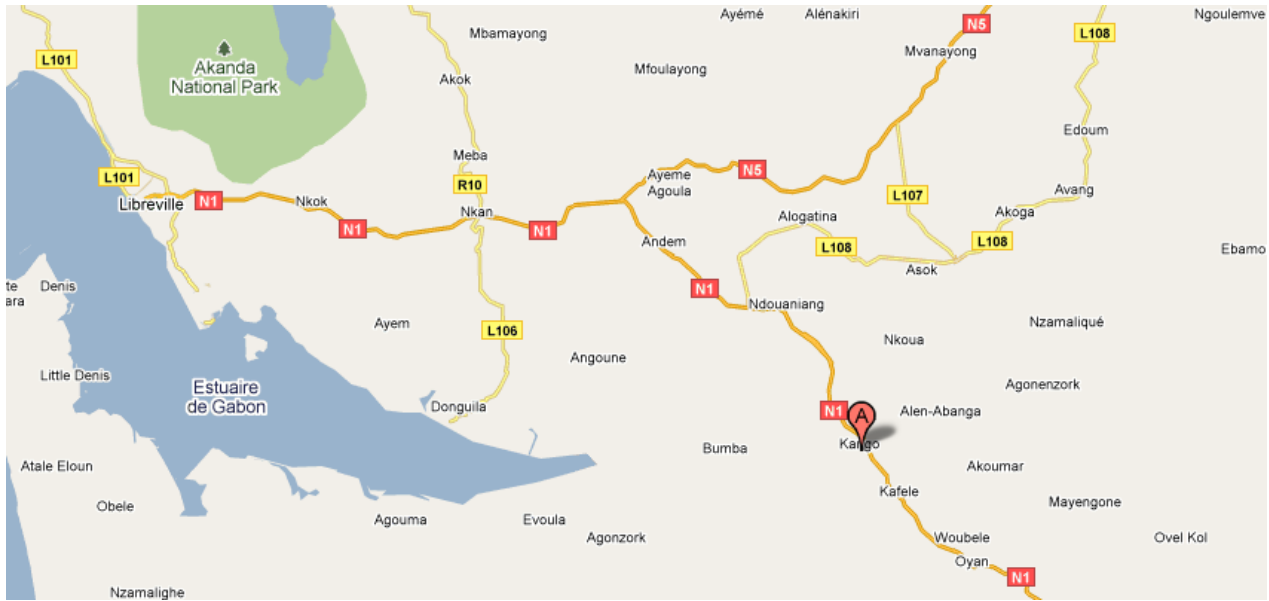 Ayémé
Alénakiri
Ngoulemve
N5
L108
Mbamayong
Mvanayong
L101
Akanda
National Park
Mfoulayong
Akok
Edoum
Meba
L101
R10
Ayeme
Agoula
N5
Avang
L107
Libreville
N1
Nkok
Nkan
Akoga
Alogatina
N1
N1
Andem
L108
L108
Ebamo
Asok
te
ara
Denis
N1
Ndouaniang
Ayem
L106
Nzamaliqué
Nkoua
Angoune
Little Denis
Estuaire
de Gabon
Agonenzork
Donguila
N1
A
Alen-Abanga
Kango
Bumba
Atale Eloun
Akoumar
Kafele
Obele
Mayengone
Agouma
Evoula
Agonzork
Woubele
Ovel Kol
Oyan
N1
Nzamalighe